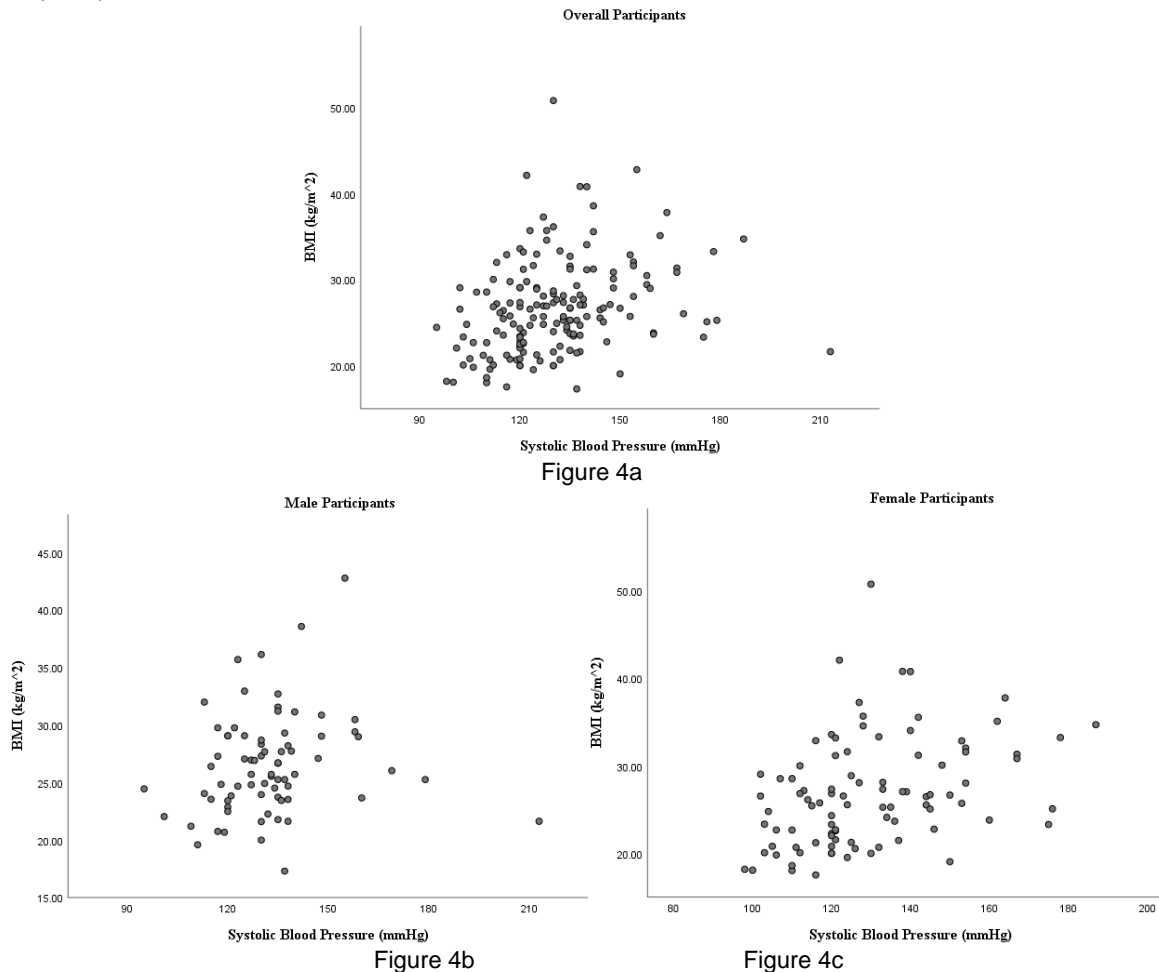 Overall Participants
50.00
40.00
30.00
20.00
BMI (kg/m^2)
90 120 150 180 210
Systolic Blood Pressure (mmHg)
Figure 4a
Male Participants
45.00
40.00
35.00
30.00
25.00
20.00
15.00
BMI (kg/m^2)
90 120 150 180 210
Systolic Blood Pressure (mmHg)
Figure 4b
Female Participants
50.00
40.00
30.00
20.00
BMI (kg/m^2)
80 100 120 140 160 180 200
Systolic Blood Pressure (mmHg)
Figure 4c